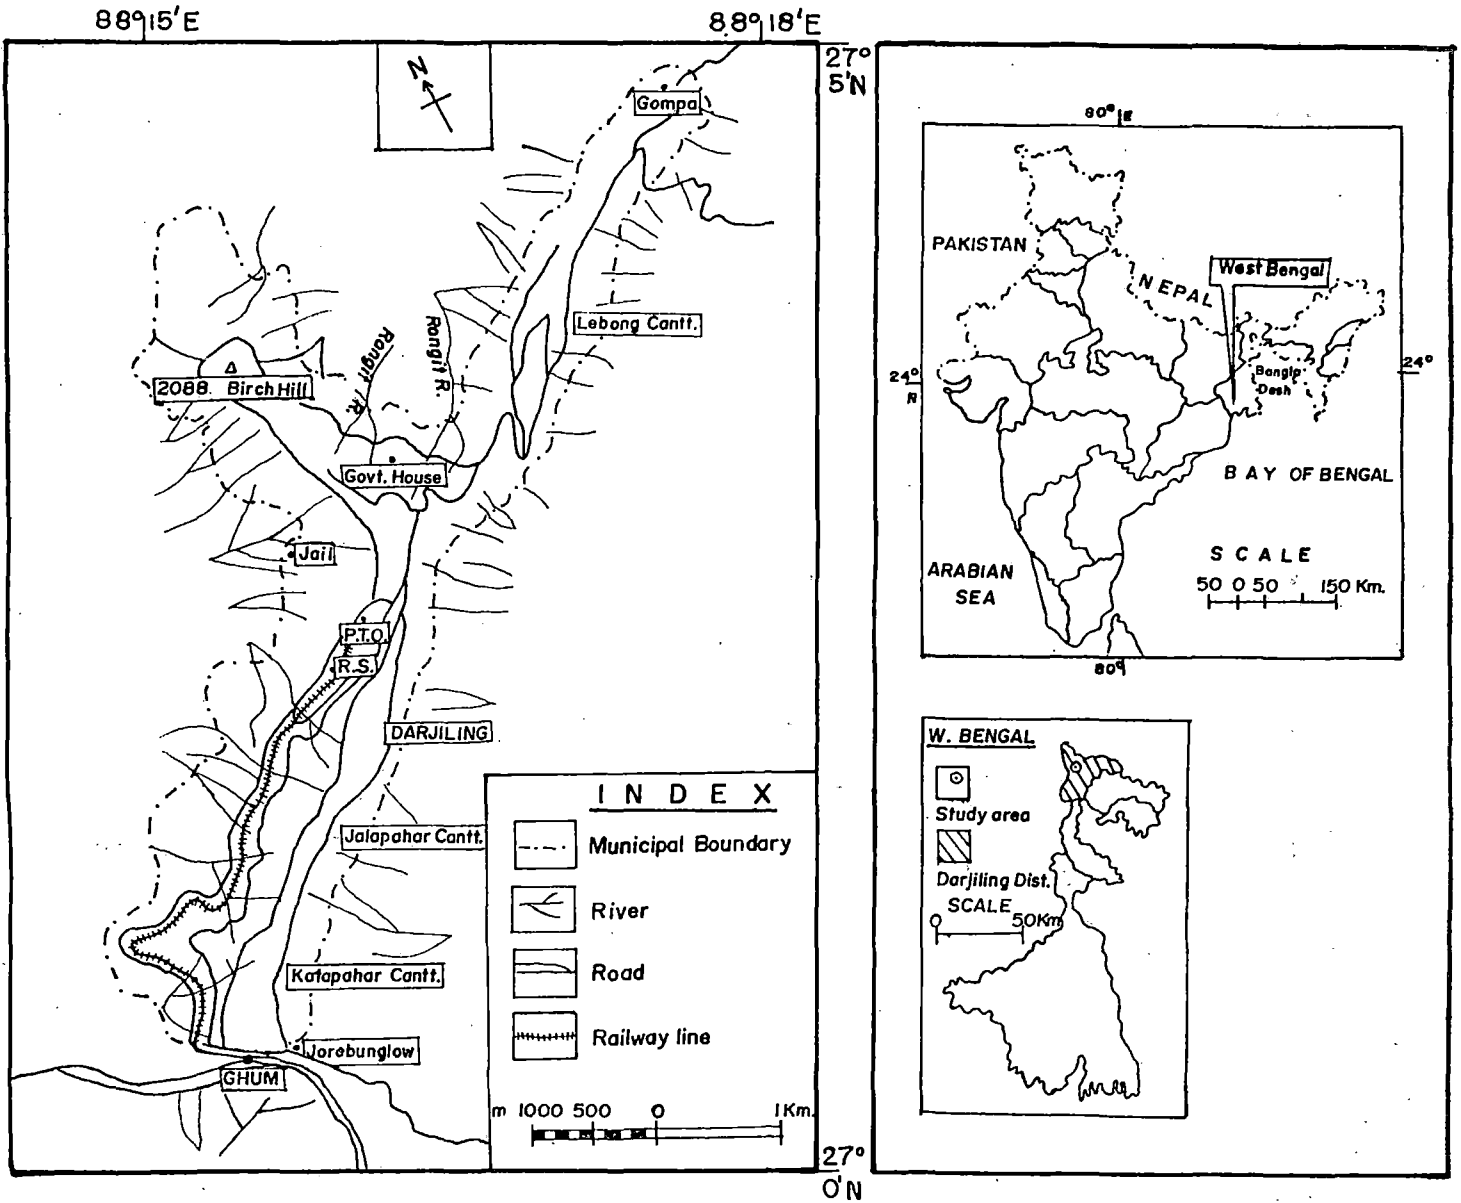 88°15'E
88°18'E
27°
5'N
N
Gompa
Lebong Cantt.
Rangit R.
Rangit R.
2088. Birch Hill
Govt. House
Jail
P.T.O.
R.S.
DARJILING
Jalapahar Cantt.
Katapahar Cantt.
Jorebunglow
GHUM
INDEX
Municipal Boundary
River
Road
Railway line
m 1000 500 0 1Km.
27°
0'N
80°E
PAKISTAN
NEPAL
West Bengal
Bangla
Desh
24°
N
24°
BAY OF BENGAL
ARABIAN
SEA
SCALE
50 0 50 150 Km.
80°
W. BENGAL
Study area
Darjiling Dist.
SCALE
0 50Km